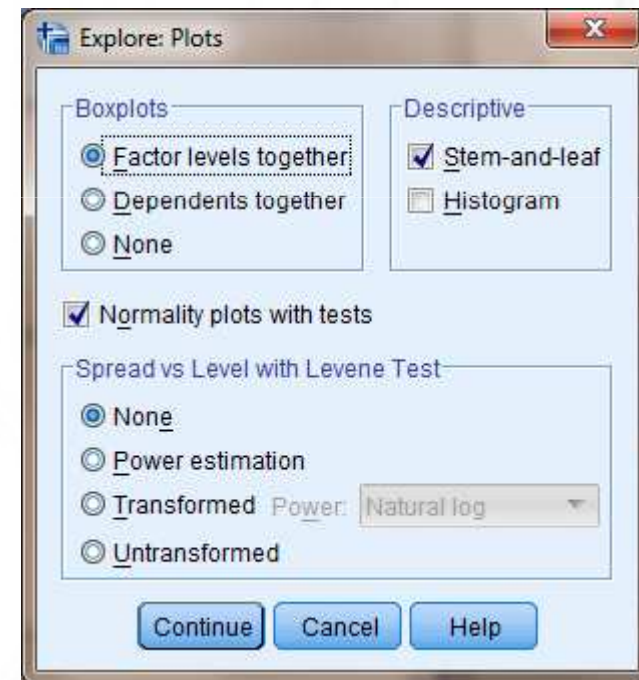 Explore: Plots
Boxplots
Factor levels together
Dependents together
None
Descriptive
Stem-and-leaf
Histogram
Normality plots with tests
Spread vs Level with Levene Test
None
Power estimation
Transformed Power: Natural log
Untransformed
Continue Cancel Help